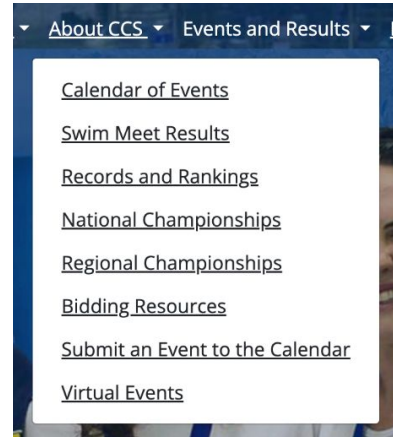 About CCS Events and Results
Calendar of Events
Swim Meet Results
Records and Rankings
National Championships
Regional Championships
Bidding Resources
Submit an Event to the Calendar
Virtual Events